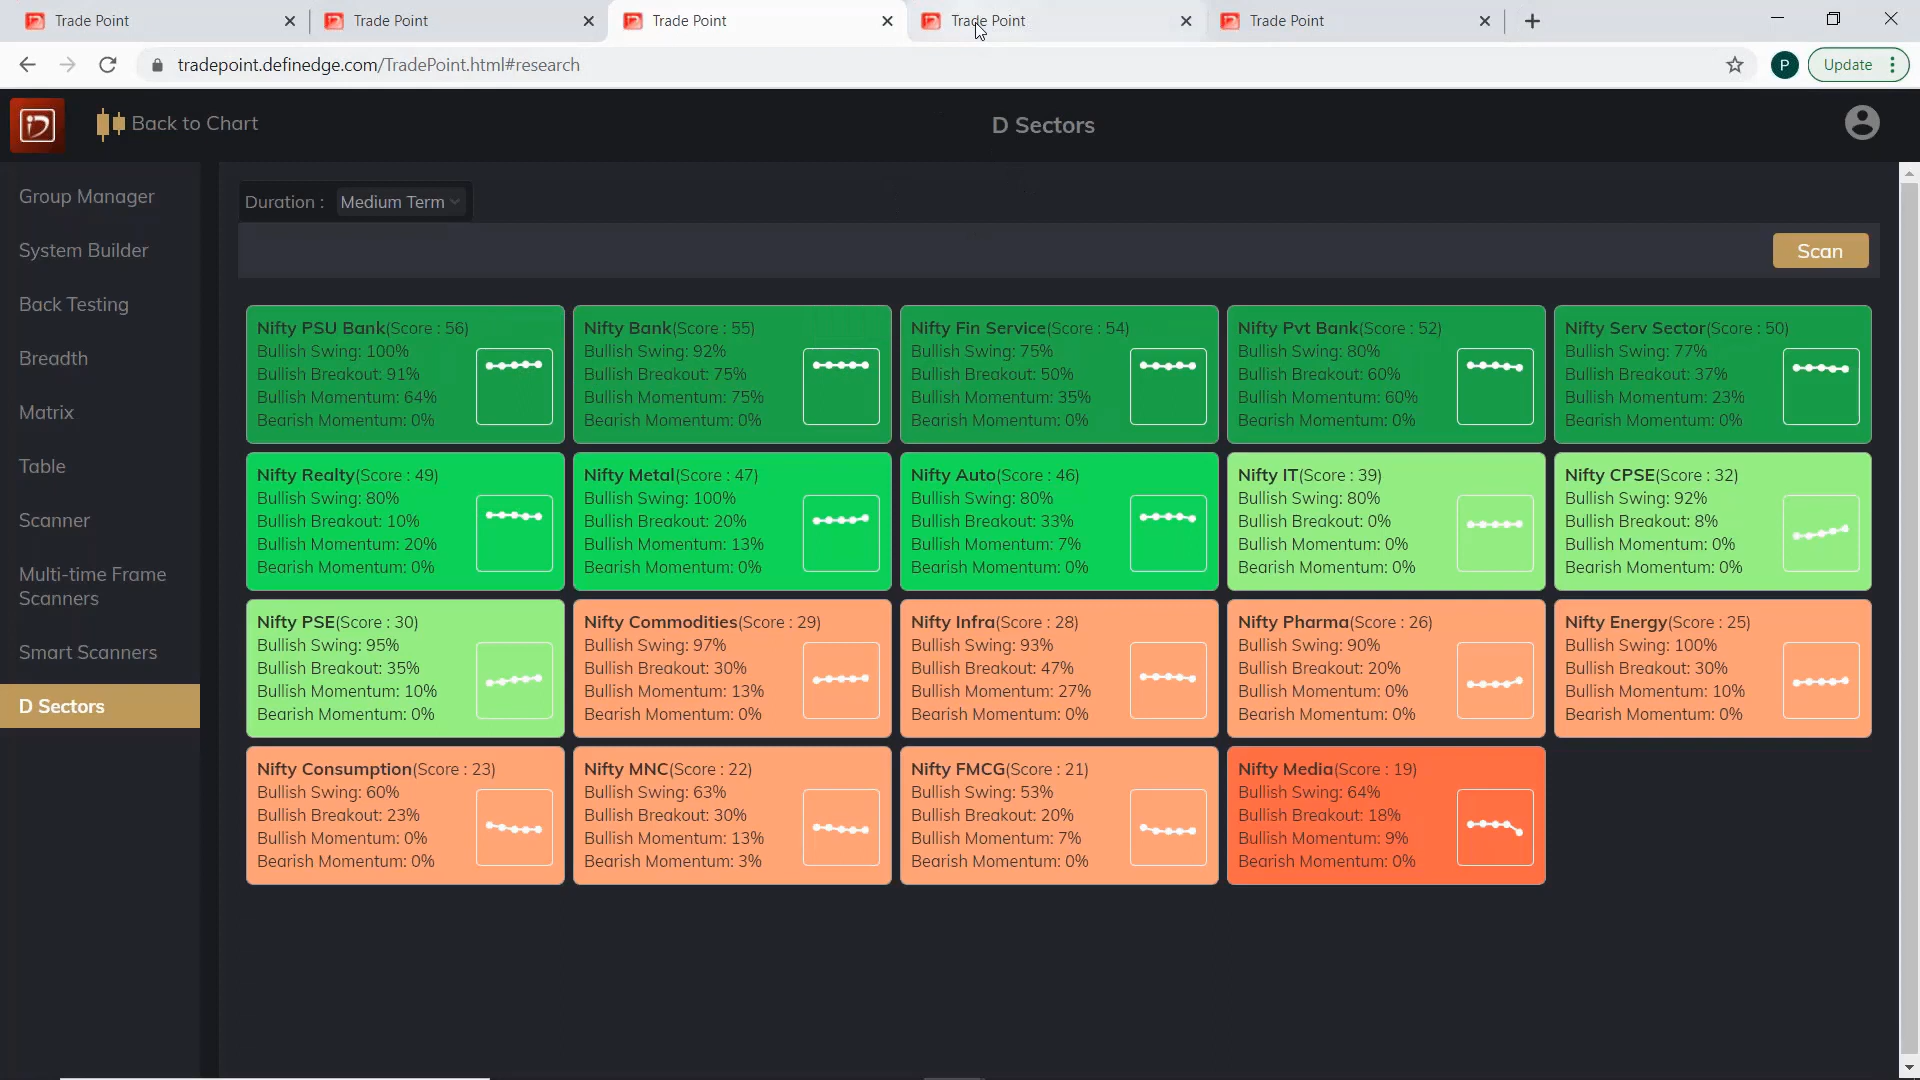 Trade Point
Trade Point
Trade Point
Trade Point
Trade Point
tradepoint.definedge.com/TradePoint.html#research
P
Update
Back to Chart
D Sectors
Group Manager
System Builder
Back Testing
Breadth
Matrix
Table
Scanner
Multi-time Frame
Scanners
Smart Scanners
D Sectors
Duration :
Medium Term
Scan
Nifty PSU Bank(Score : 56)
Bullish Swing: 100%
Bullish Breakout: 91%
Bullish Momentum: 64%
Bearish Momentum: 0%
Nifty Bank(Score : 55)
Bullish Swing: 92%
Bullish Breakout: 75%
Bullish Momentum: 75%
Bearish Momentum: 0%
Nifty Fin Service(Score : 54)
Bullish Swing: 75%
Bullish Breakout: 50%
Bullish Momentum: 35%
Bearish Momentum: 0%
Nifty Pvt Bank(Score : 52)
Bullish Swing: 80%
Bullish Breakout: 60%
Bullish Momentum: 60%
Bearish Momentum: 0%
Nifty Serv Sector(Score : 50)
Bullish Swing: 77%
Bullish Breakout: 37%
Bullish Momentum: 23%
Bearish Momentum: 0%
Nifty Realty(Score : 49)
Bullish Swing: 80%
Bullish Breakout: 10%
Bullish Momentum: 20%
Bearish Momentum: 0%
Nifty Metal(Score : 47)
Bullish Swing: 100%
Bullish Breakout: 20%
Bullish Momentum: 13%
Bearish Momentum: 0%
Nifty Auto(Score : 46)
Bullish Swing: 80%
Bullish Breakout: 33%
Bullish Momentum: 7%
Bearish Momentum: 0%
Nifty IT(Score : 39)
Bullish Swing: 80%
Bullish Breakout: 0%
Bullish Momentum: 0%
Bearish Momentum: 0%
Nifty CPSE(Score : 32)
Bullish Swing: 92%
Bullish Breakout: 8%
Bullish Momentum: 0%
Bearish Momentum: 0%
Nifty PSE(Score : 30)
Bullish Swing: 95%
Bullish Breakout: 35%
Bullish Momentum: 10%
Bearish Momentum: 0%
Nifty Commodities(Score : 29)
Bullish Swing: 97%
Bullish Breakout: 30%
Bullish Momentum: 13%
Bearish Momentum: 0%
Nifty Infra(Score : 28)
Bullish Swing: 93%
Bullish Breakout: 47%
Bullish Momentum: 27%
Bearish Momentum: 0%
Nifty Pharma(Score : 26)
Bullish Swing: 90%
Bullish Breakout: 20%
Bullish Momentum: 0%
Bearish Momentum: 0%
Nifty Energy(Score : 25)
Bullish Swing: 100%
Bullish Breakout: 30%
Bullish Momentum: 10%
Bearish Momentum: 0%
Nifty Consumption(Score : 23)
Bullish Swing: 60%
Bullish Breakout: 23%
Bullish Momentum: 0%
Bearish Momentum: 0%
Nifty MNC(Score : 22)
Bullish Swing: 63%
Bullish Breakout: 30%
Bullish Momentum: 13%
Bearish Momentum: 3%
Nifty FMCG(Score : 21)
Bullish Swing: 53%
Bullish Breakout: 20%
Bullish Momentum: 7%
Bearish Momentum: 0%
Nifty Media(Score : 19)
Bullish Swing: 64%
Bullish Breakout: 18%
Bullish Momentum: 9%
Bearish Momentum: 0%